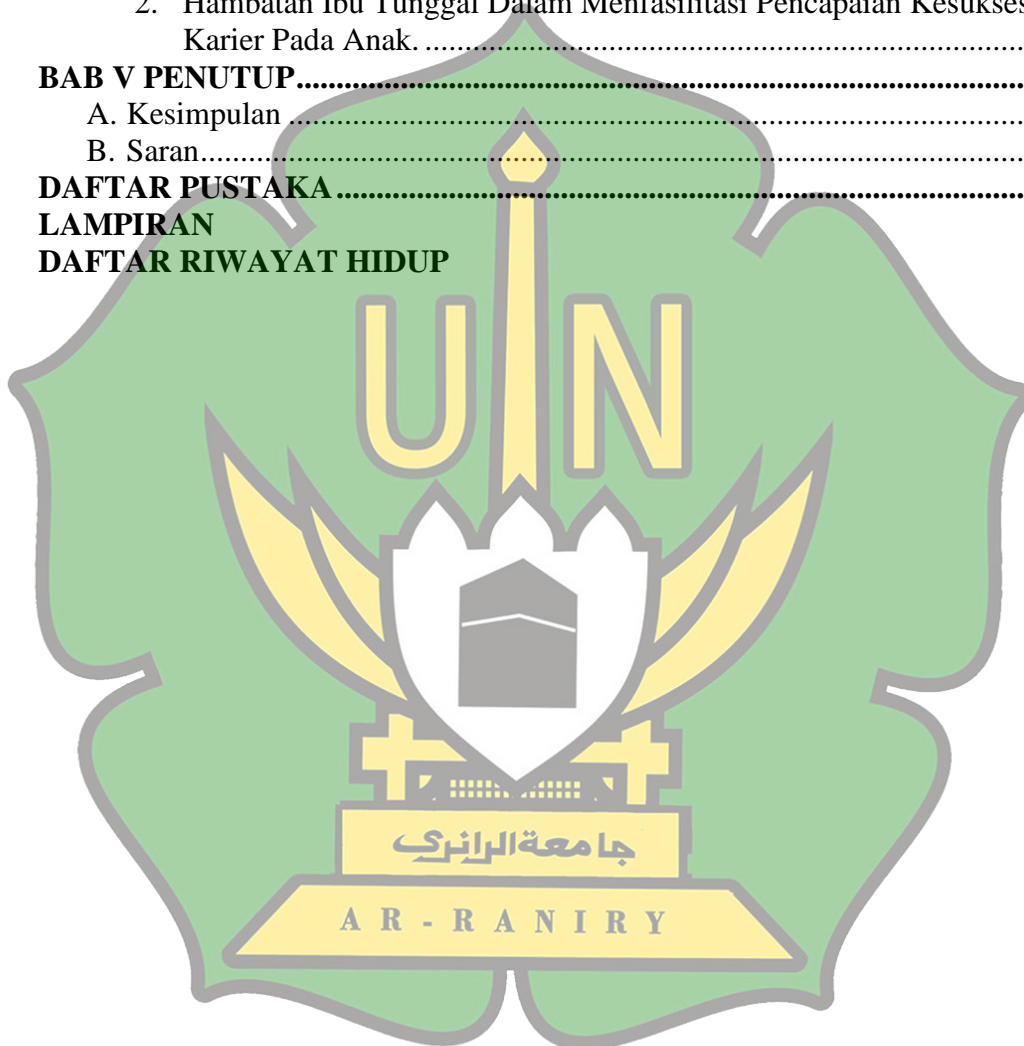 2. Hambatan Ibu Tunggal Dalam Menfasilitasi Pencapaian Kesukses
Karier Pada Anak. ........................................................................
BAB V PENUTUP........................................................................
A. Kesimpulan ........................................................................
B. Saran........................................................................
DAFTAR PUSTAKA ........................................................................
LAMPIRAN
DAFTAR RIWAYAT HIDUP
UIN
جامعة الرانري
AR-RANIRY